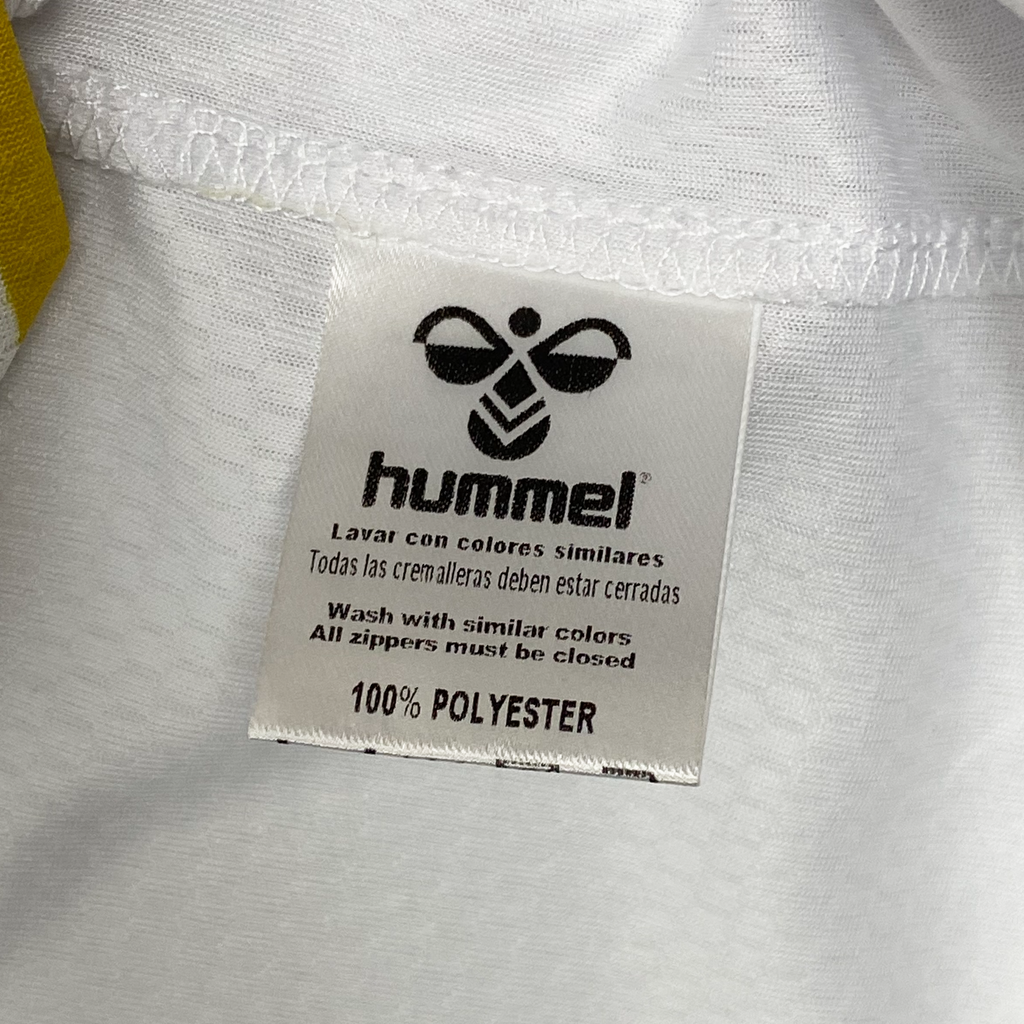 hummel®
Lavar con colores similares
Todas las cremalleras deben estar cerradas
Wash with similar colors
All zippers must be closed
100% POLYESTER